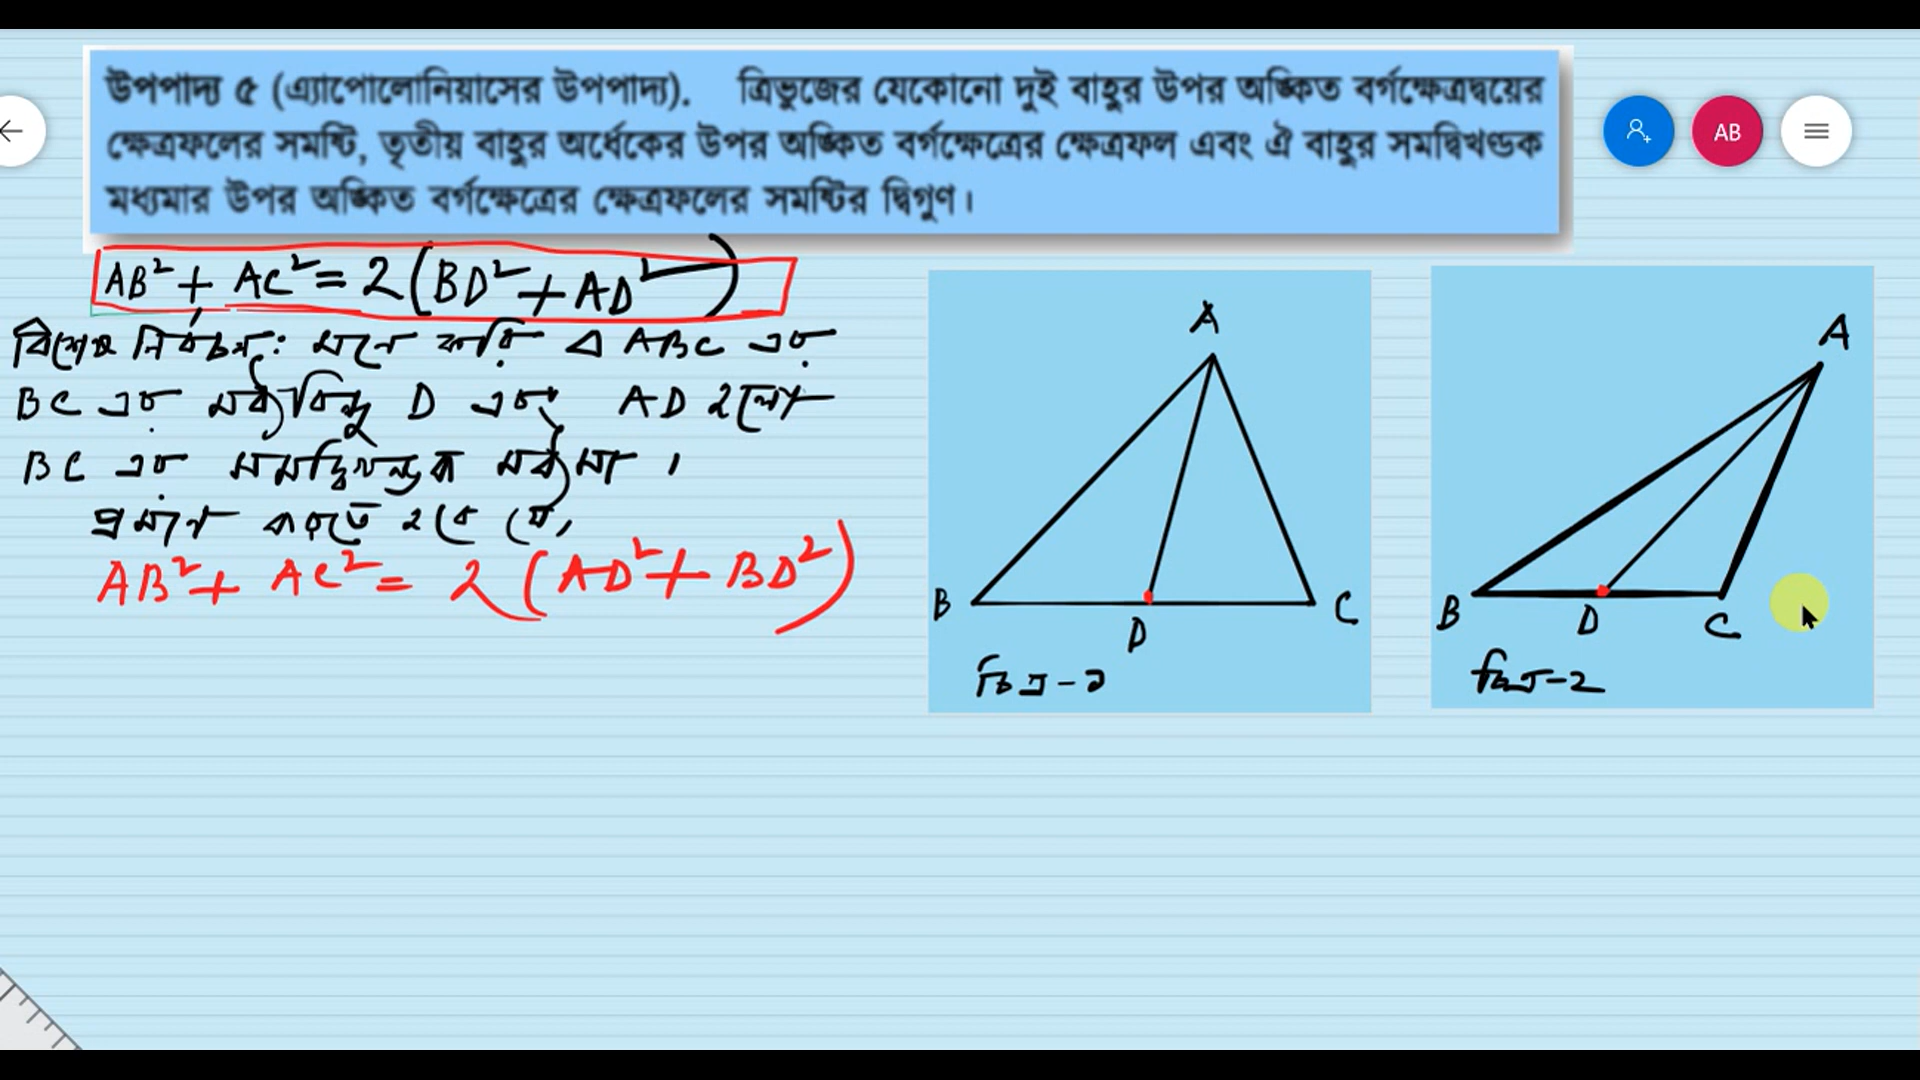 উপপাদ্য ৫ (এ্যাপোলোনিয়াসের উপপাদ্য). ত্রিভুজের যেকোনো দুই বাহুর উপর অঙ্কিত বর্গক্ষেত্রদ্বয়ের
ক্ষেত্রফলের সমষ্টি, তৃতীয় বাহুর অর্ধেকের উপর অঙ্কিত বর্গক্ষেত্রের ক্ষেত্রফল এবং ঐ বাহুর সমদ্বিখণ্ডক
মধ্যমার উপর অঙ্কিত বর্গক্ষেত্রের ক্ষেত্রফলের সমষ্টির দ্বিগুণ।
AB
AB² + AC² = 2(BD² + AD²)
বিশেষ নির্বচন: মনে করি △ ABC এর
BC এর মধ্যবিন্দু D এবং AD রেখা
BC এর সমদ্বিখন্ডক মধ্যমা ।
প্রমাণ করতে হবে যে,
AB² + AC² = 2 (AD² + BD²)
A
B
D
C
চিত্র-১
A
B
D
C
চিত্র-২